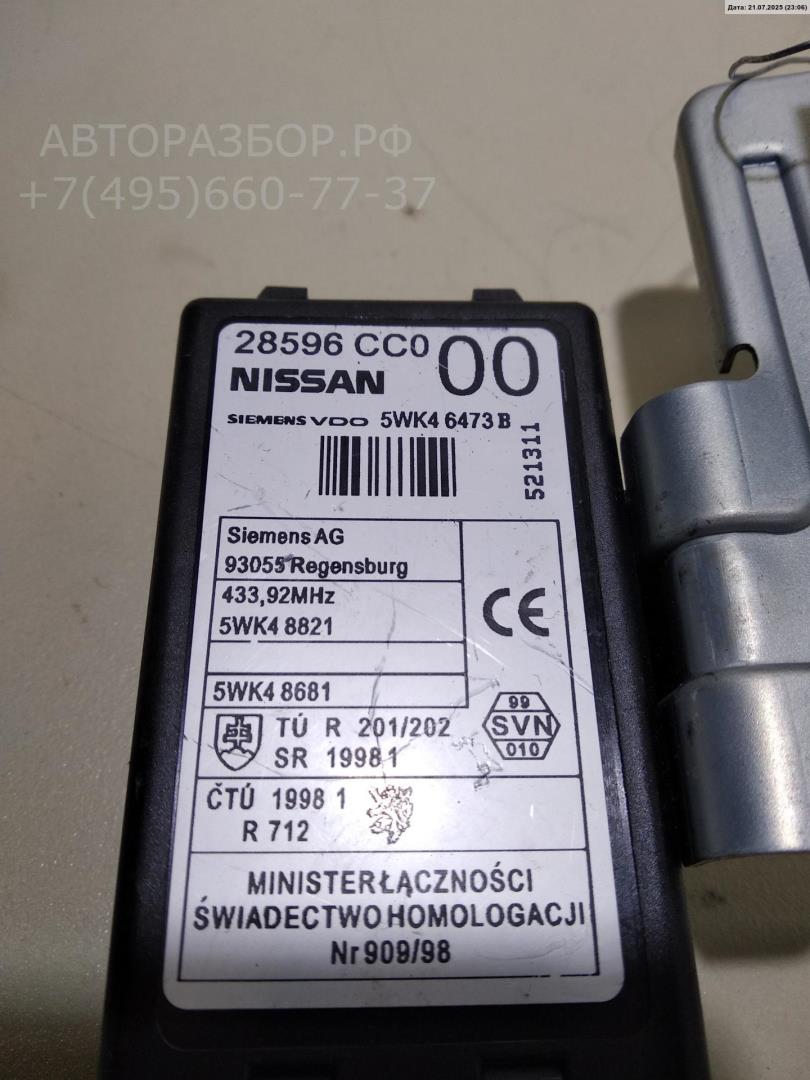 Дата: 21.07.2025 (23:06)
АВТОРАЗБОР.РФ
+7(495)660-77-37
28596 CC0 00
NISSAN
SIEMENS VDO 5WK4 6473 B
521311
Siemens AG
93055 Regensburg
433,92MHz
5WK4 8821
5WK4 8681
CE
TÚ R 201/202
SR 1998 1
99
SVN
010
ČTÚ 1998 1
R 712
MINISTER ŁĄCZNOŚCI
ŚWIADECTWO HOMOLOGACJI
Nr 909/98